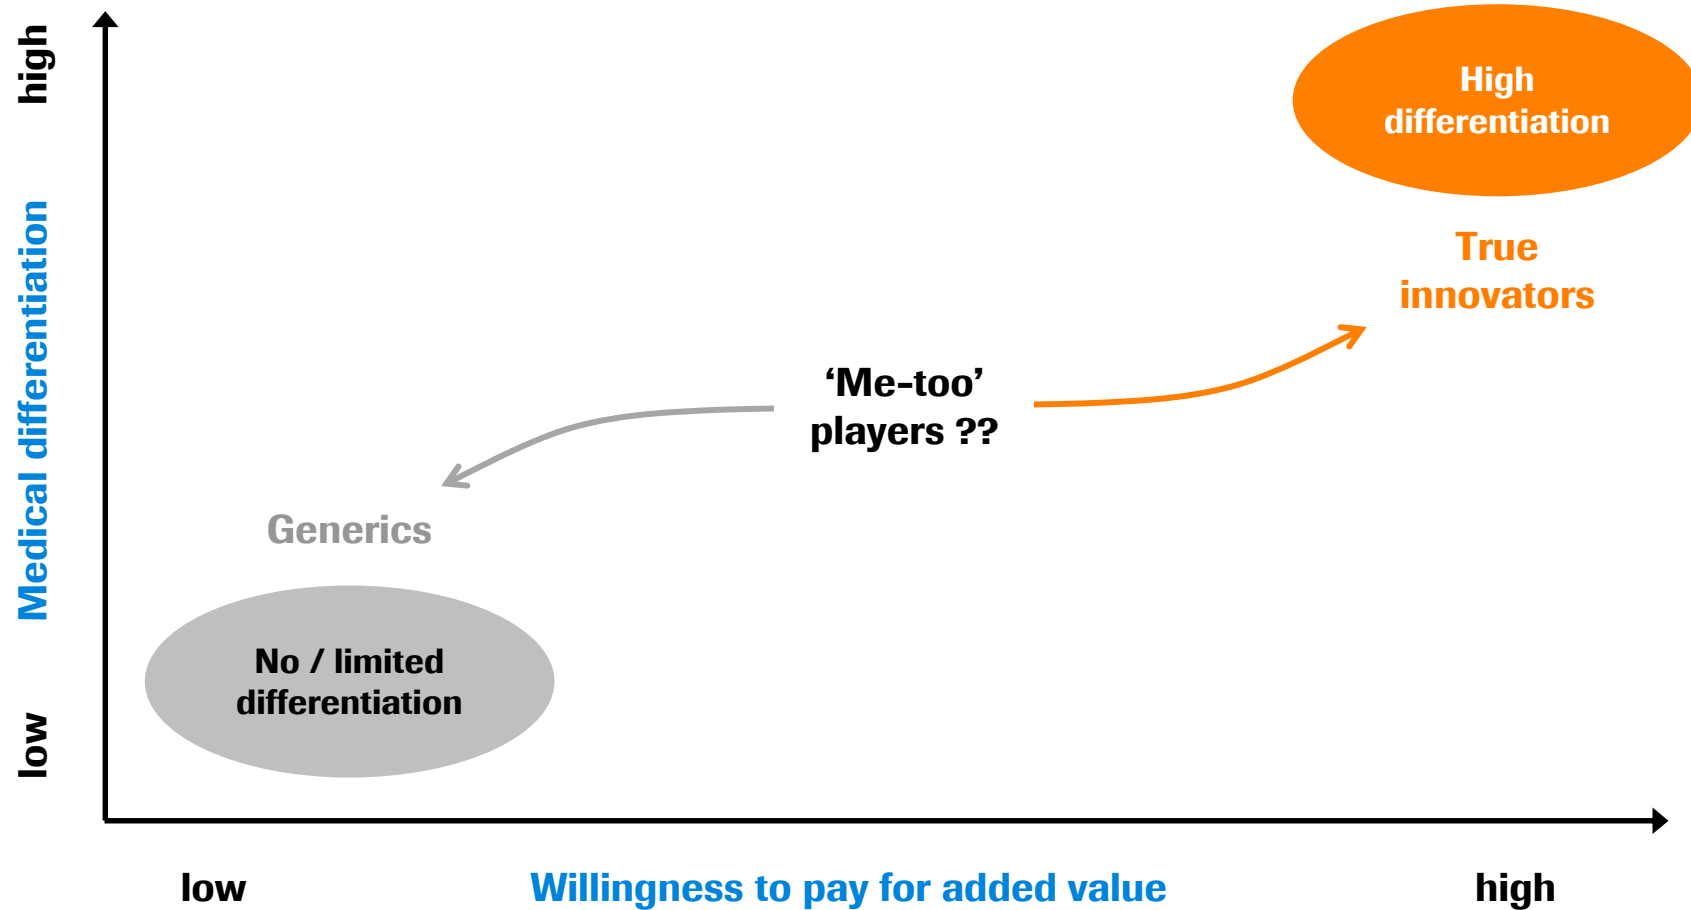 high
Medical differentiation
low
High
differentiation
True
innovators
‘Me-too’
players ??
Generics
No / limited
differentiation
low
Willingness to pay for added value
high